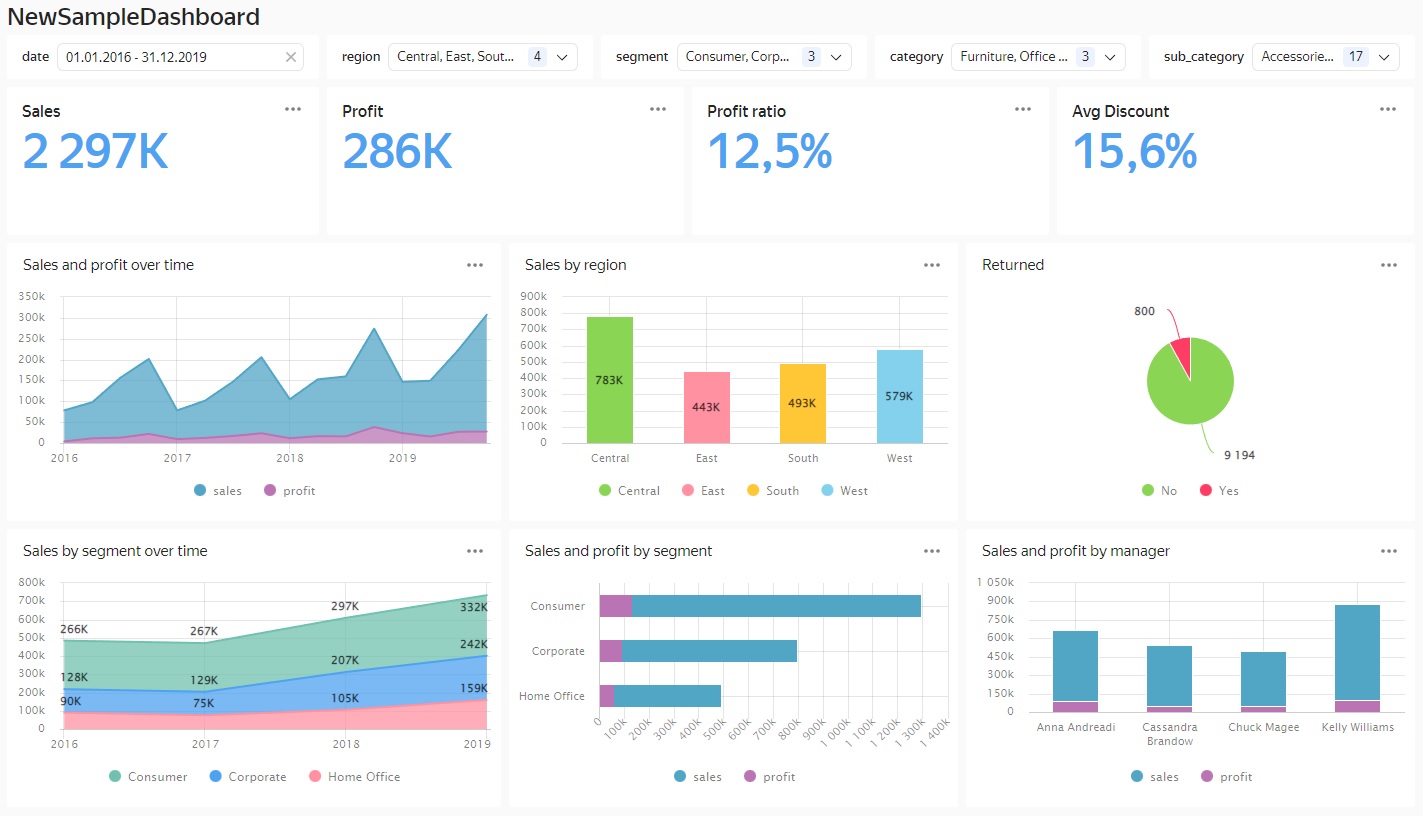 NewSampleDashboard
date 01.01.2016 - 31.12.2019
region Central, East, Sout... 4
segment Consumer, Corp... 3
category Furniture, Office ... 3
sub_category Accessorie... 17
Sales
2 297K
Profit
286K
Profit ratio
12,5%
Avg Discount
15,6%
Sales and profit over time
350k
300k
250k
200k
150k
100k
50k
0
2016 2017 2018 2019
sales profit
Sales by region
900k
800k
700k
600k
500k
400k
300k
200k
100k
0
783K
443K
493K
579K
Central East South West
Central East South West
Returned
800
9 194
No Yes
Sales by segment over time
800k
700k
600k
500k
400k
300k
200k
100k
0
266K 267K 297K 332K
128K 129K 207K 242K
90K 75K 105K 159K
2016 2017 2018 2019
Consumer Corporate Home Office
Sales and profit by segment
Consumer
Corporate
Home Office
0 100k 200k 300k 400k 500k 600k 700k 800k 900k 1 000k 1 100k 1 200k 1 300k 1 400k
sales profit
Sales and profit by manager
1 050k
900k
750k
600k
450k
300k
150k
0
Anna Andreadi
Cassandra
Brandow
Chuck Magee
Kelly Williams
sales profit